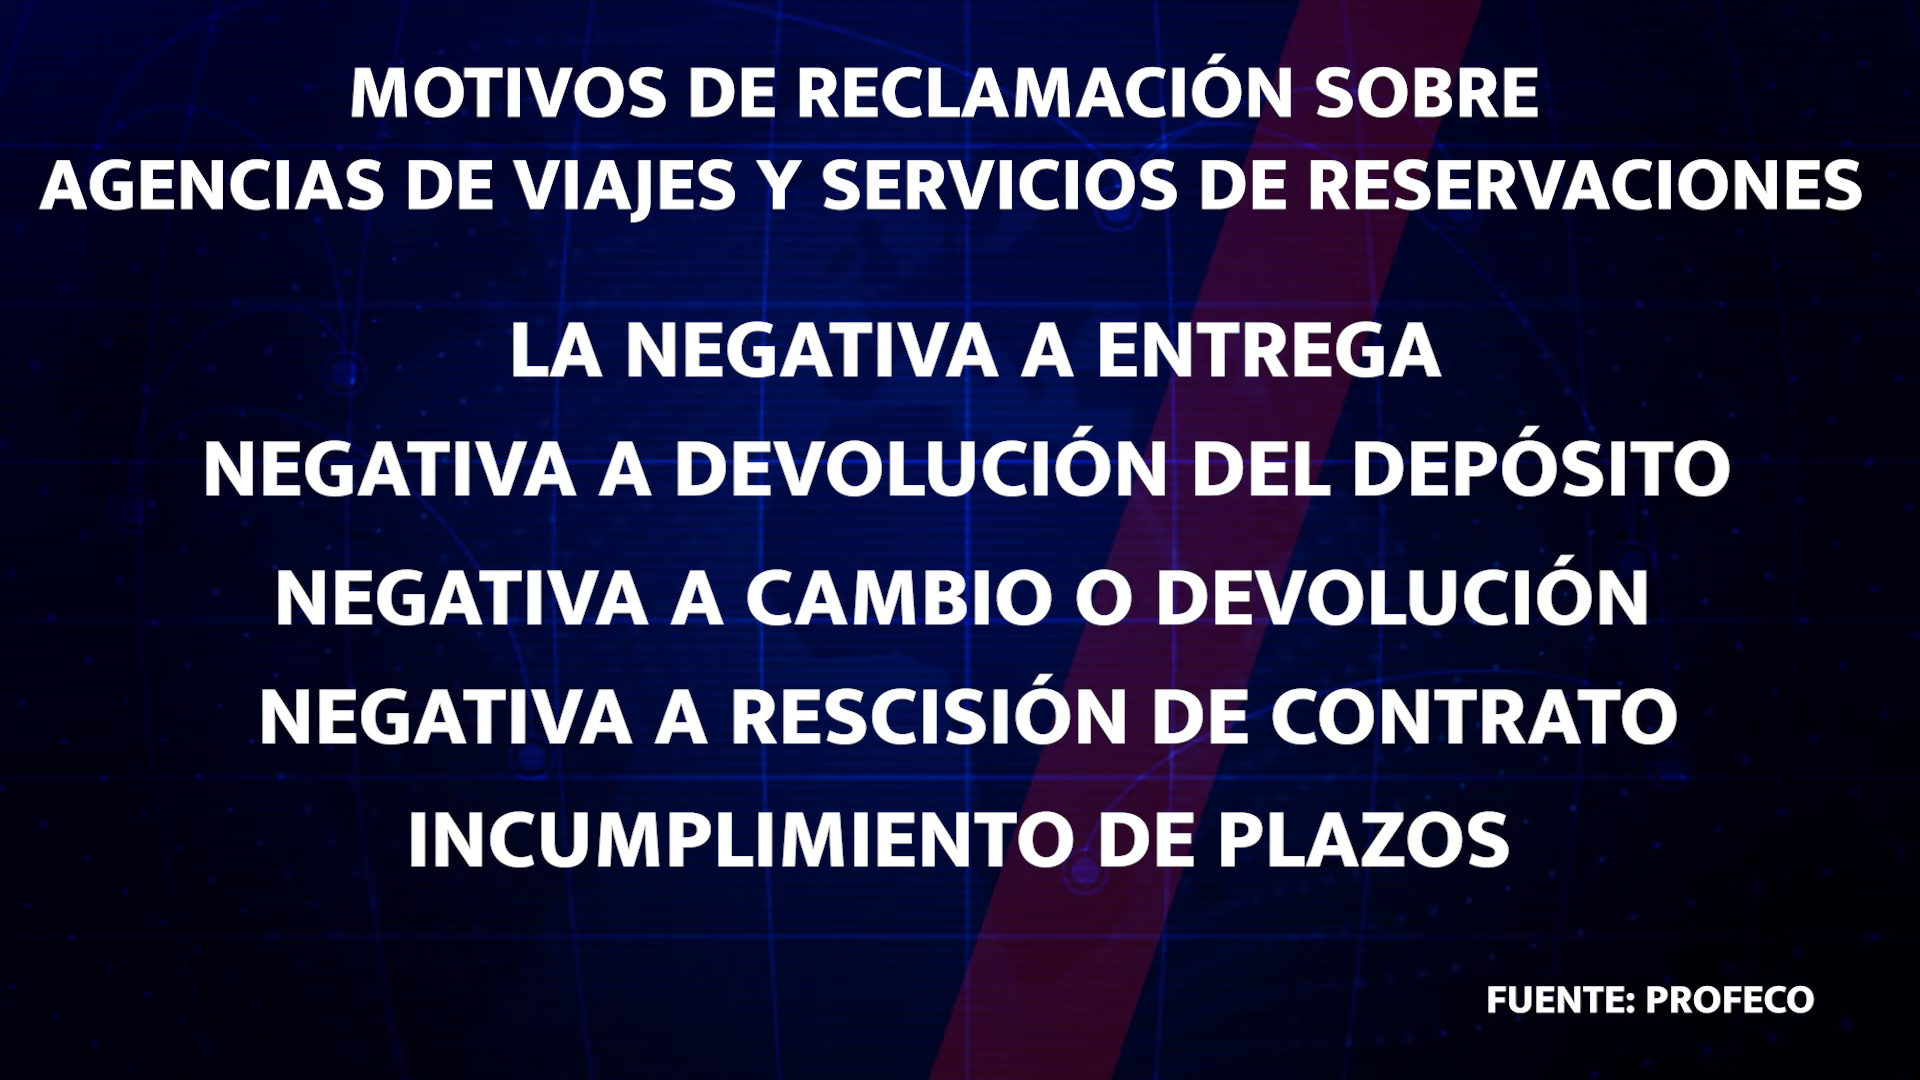 MOTIVOS DE RECLAMACIÓN SOBRE
AGENCIAS DE VIAJES Y SERVICIOS DE RESERVACIONES
LA NEGATIVA A ENTREGA
NEGATIVA A DEVOLUCIÓN DEL DEPÓSITO
NEGATIVA A CAMBIO O DEVOLUCIÓN
NEGATIVA A RESCISIÓN DE CONTRATO
INCUMPLIMIENTO DE PLAZOS
FUENTE: PROFECO